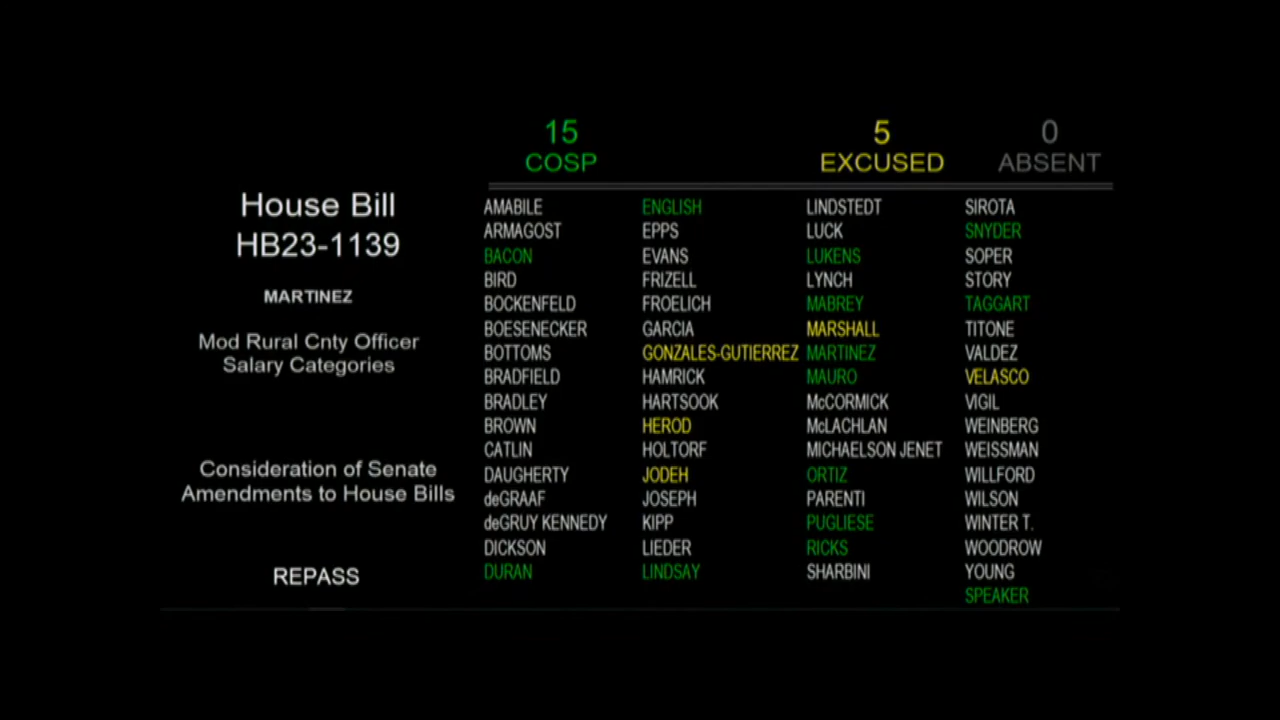 15
COSP
5
EXCUSED
0
ABSENT
House Bill
HB23-1139
MARTINEZ
Mod Rural Cnty Officer
Salary Categories
Consideration of Senate
Amendments to House Bills
REPASS
AMABILE
ARMAGOST
BACON
BIRD
BOCKENFELD
BOESENECKER
BOTTOMS
BRADFIELD
BRADLEY
BROWN
CATLIN
DAUGHERTY
deGRAAF
deGRUY KENNEDY
DICKSON
DURAN
ENGLISH
EPPS
EVANS
FRIZELL
FROELICH
GARCIA
GONZALES-GUTIERREZ
HAMRICK
HARTSOOK
HEROD
HOLTORF
JODEH
JOSEPH
KIPP
LIEDER
LINDSAY
LINDSTEDT
LUCK
LUKENS
LYNCH
MABREY
MARSHALL
MARTINEZ
MAURO
McCORMICK
McLACHLAN
MICHAELSON JENET
ORTIZ
PARENTI
PUGLIESE
RICKS
SHARBINI
SIROTA
SNYDER
SOPER
STORY
TAGGART
TITONE
VALDEZ
VELASCO
VIGIL
WEINBERG
WEISSMAN
WILLFORD
WILSON
WINTER T.
WOODROW
YOUNG
SPEAKER